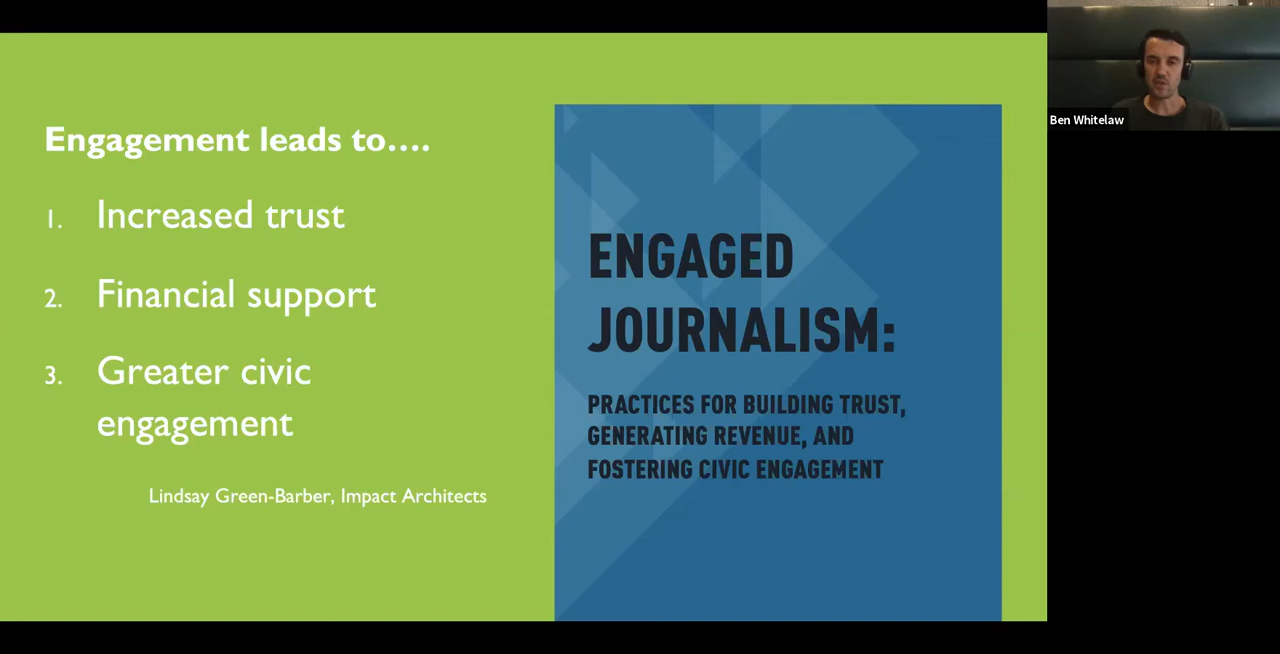 Engagement leads to....
1. Increased trust
2. Financial support
3. Greater civic
engagement
Lindsay Green-Barber, Impact Architects
ENGAGED
JOURNALISM:
PRACTICES FOR BUILDING TRUST,
GENERATING REVENUE, AND
FOSTERING CIVIC ENGAGEMENT
Ben Whitelaw